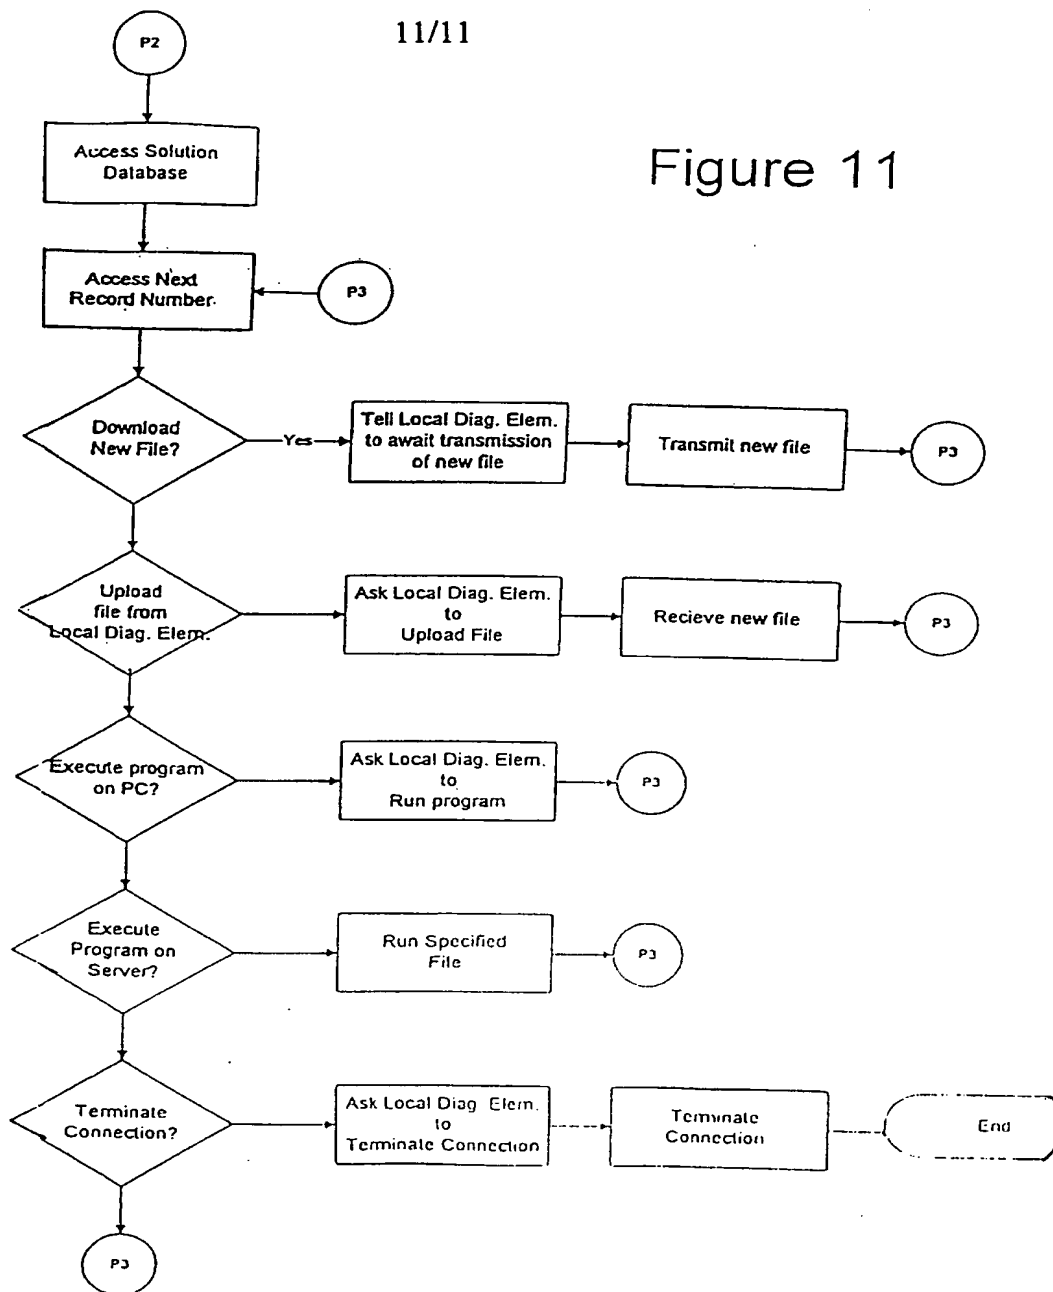 P2
11/11
Figure 11
Access Solution
Database
Access Next
Record Number.
P3
Download
New File?
Yes
Tell Local Diag. Elem.
to await transmission
of new file
Transmit new file
P3
Upload
file from
Local Diag. Elem.
Ask Local Diag. Elem.
to
Upload File
Recieve new file
P3
Execute program
on PC?
Ask Local Diag. Elem.
to
Run program
P3
Execute
Program on
Server?
Run Specified
File
P3
Terminate
Connection?
Ask Local Diag Elem.
to
Terminate Connection
Terminate
Connection
End
P3